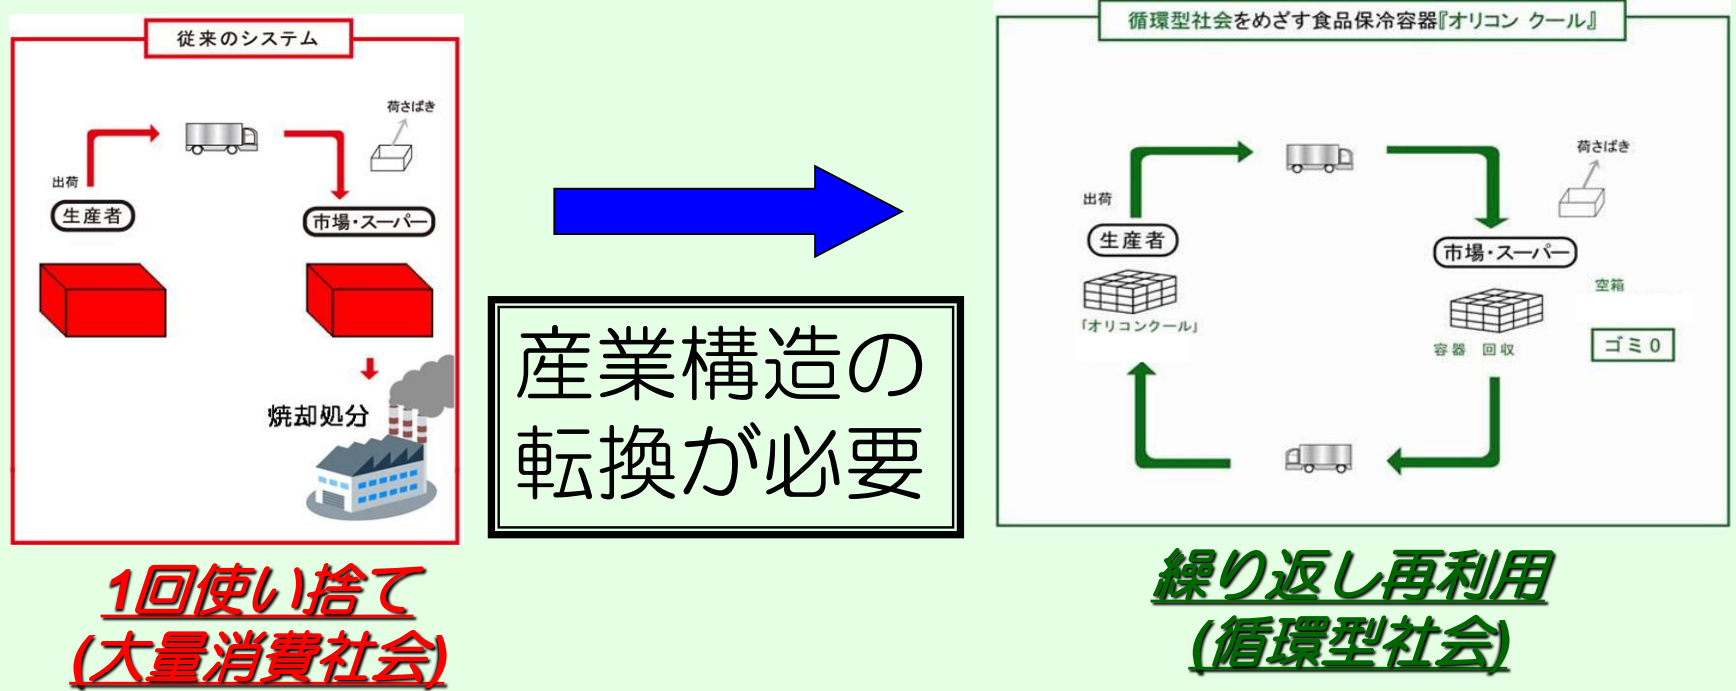 従来のシステム
荷さばき
出荷
生産者
市場・スーパー
焼却処分
1回使い捨て
(大量消費社会)
産業構造の
転換が必要
循環型社会をめざす食品保冷容器『オリコン クール』
荷さばき
出荷
生産者
市場・スーパー
「オリコンクール」
空箱
容器 回収
ゴミ0
繰り返し再利用
(循環型社会)